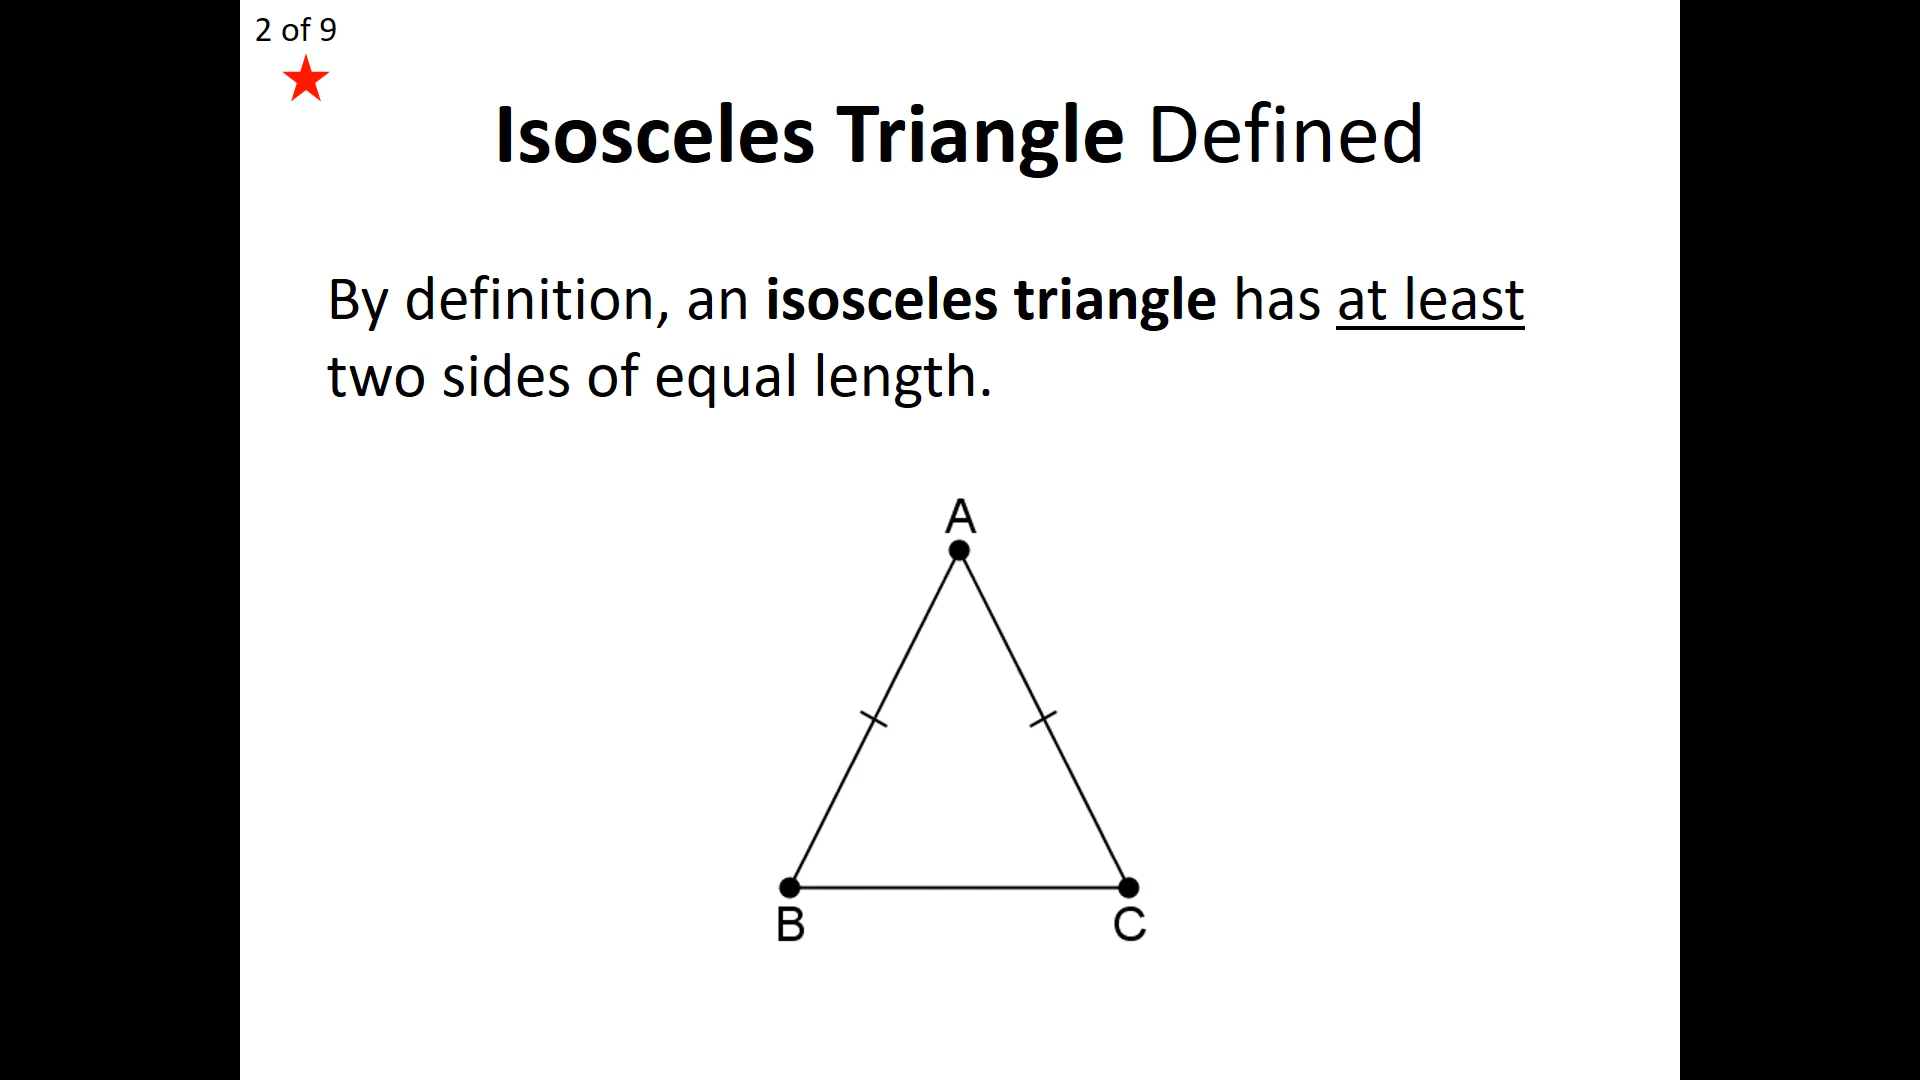 2 of 9
Isosceles Triangle Defined
By definition, an isosceles triangle has at least
two sides of equal length.
A
B
C